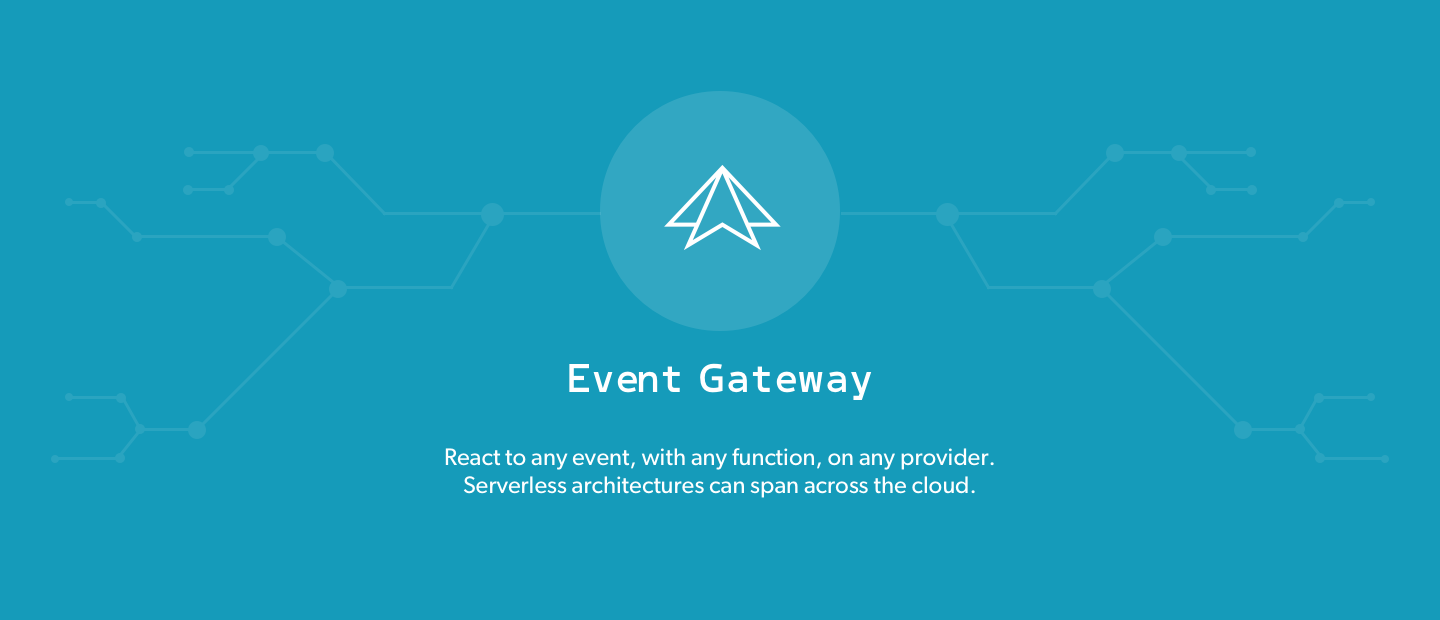 Event Gateway
React to any event, with any function, on any provider.
Serverless architectures can span across the cloud.